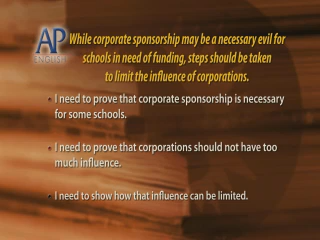 AP
ENGLISH
While corporate sponsorship may be a necessary evil for
schools in need of funding, steps should be taken
to limit the influence of corporations.
• I need to prove that corporate sponsorship is necessary
for some schools.
• I need to prove that corporations should not have too
much influence.
• I need to show how that influence can be limited.